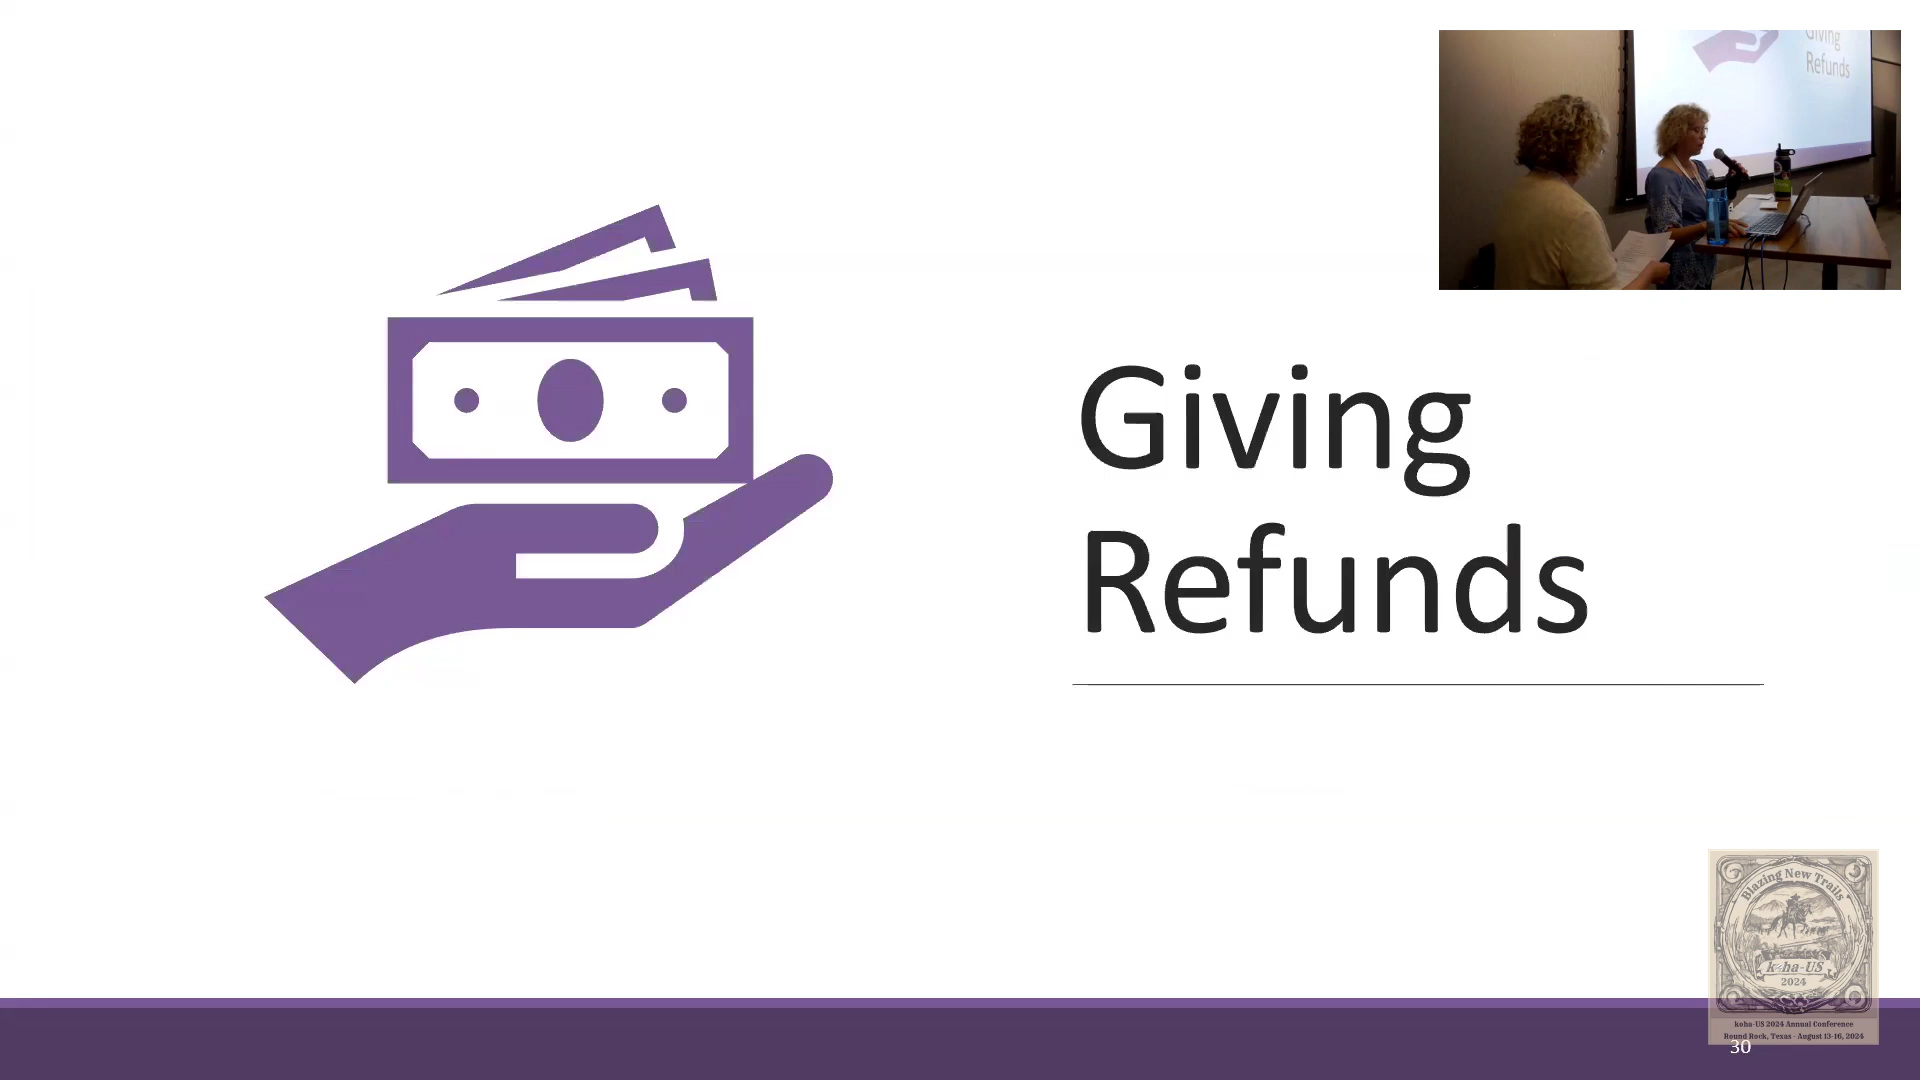 Giving
Refunds
Giving
Refunds
Blazing New Trails
koha-US
2024
koha-US 2024 Annual Conference
Round Rock, Texas - August 13-16, 2024
30